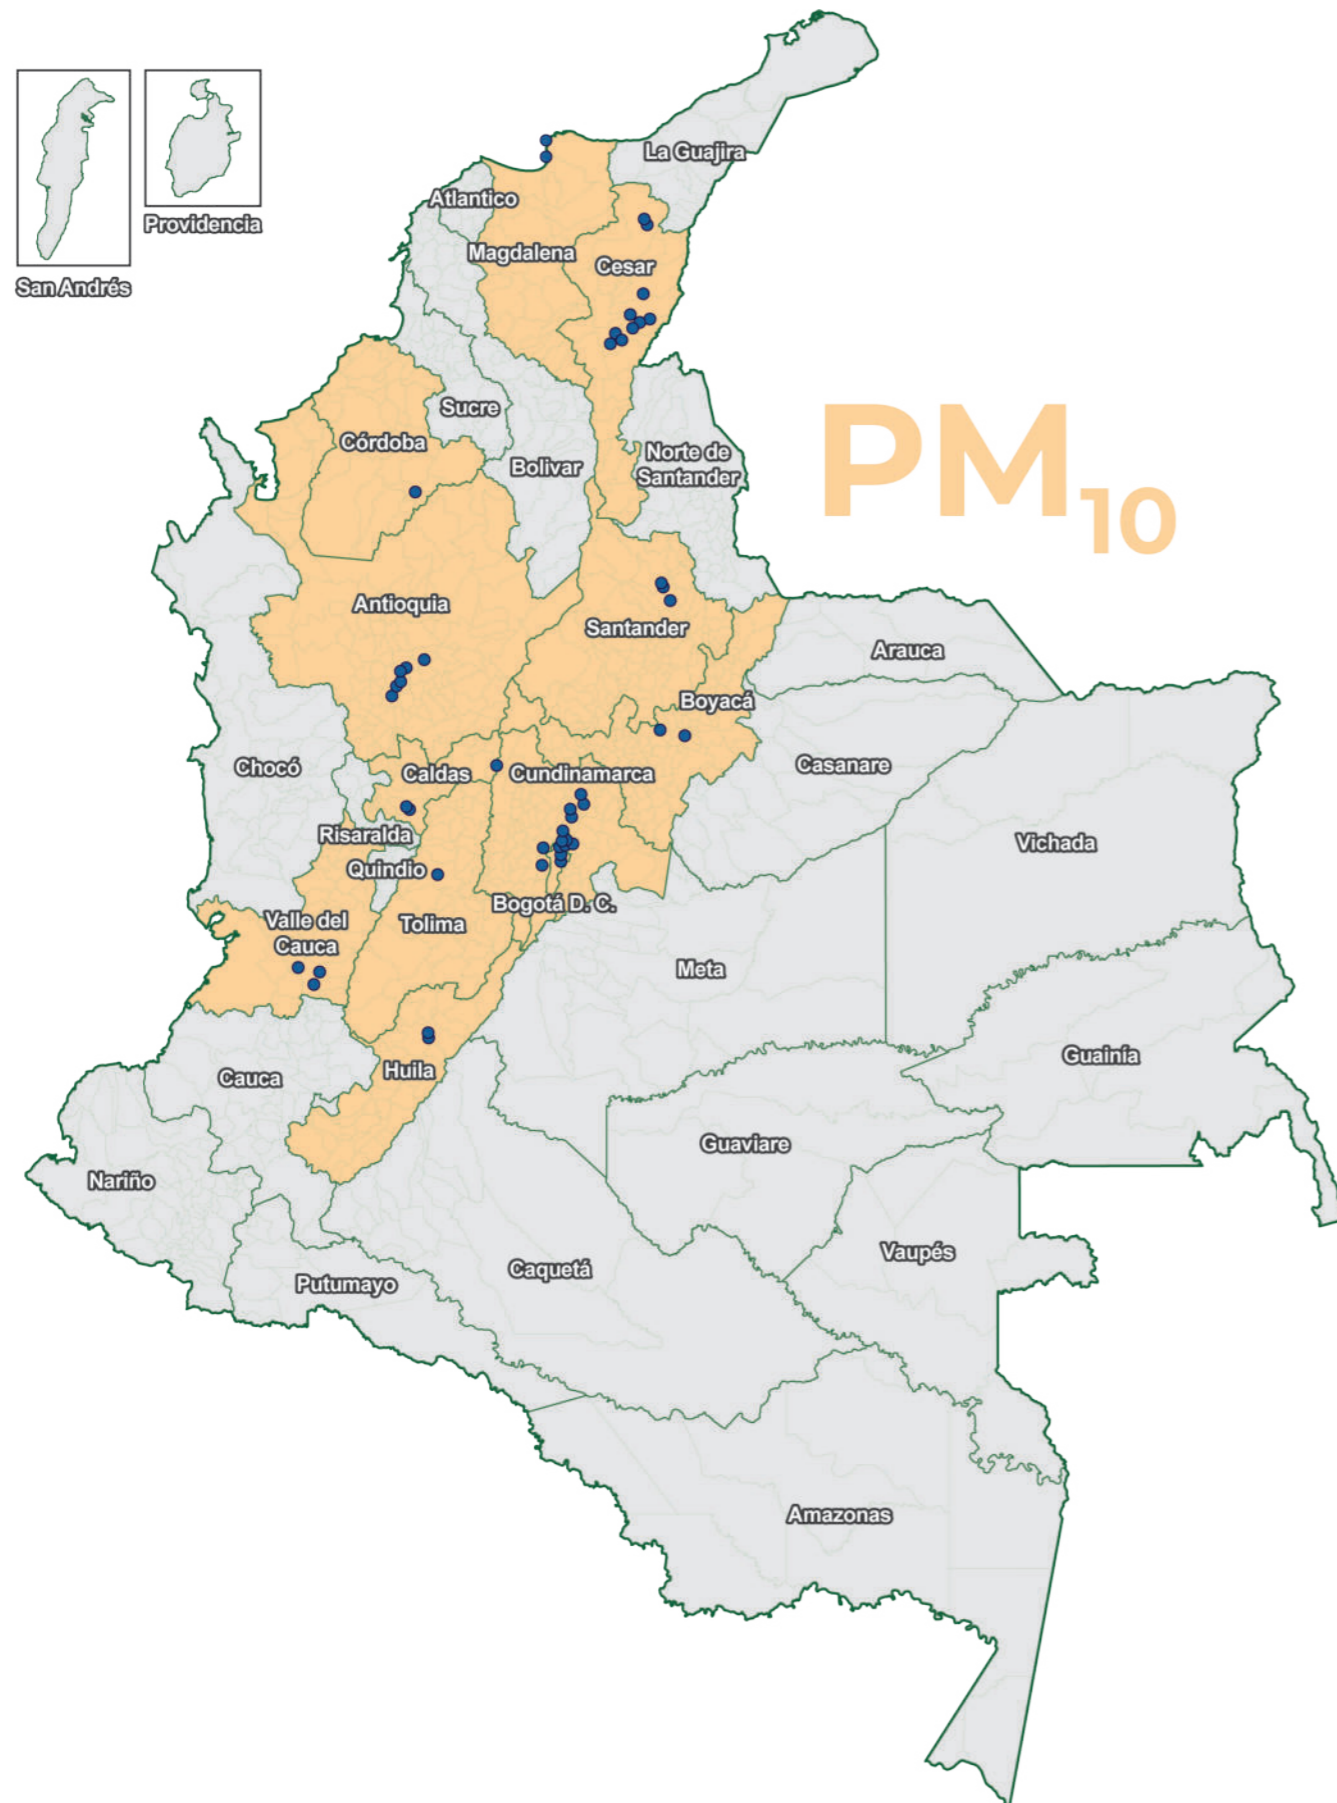 La Guajira
Atlantico
Providencia
Magdalena
Cesar
San Andrés
Sucre
Córdoba
Bolivar
Norte de
Santander
PM10
Antioquia
Santander
Arauca
Boyacá
Chocó
Caldas
Cundinamarca
Casanare
Risaralda
Vichada
Quindio
Bogotá D. C.
Valle del
Cauca
Tolima
Meta
Guainía
Cauca
Huila
Guaviare
Nariño
Vaupés
Caquetá
Putumayo
Amazonas